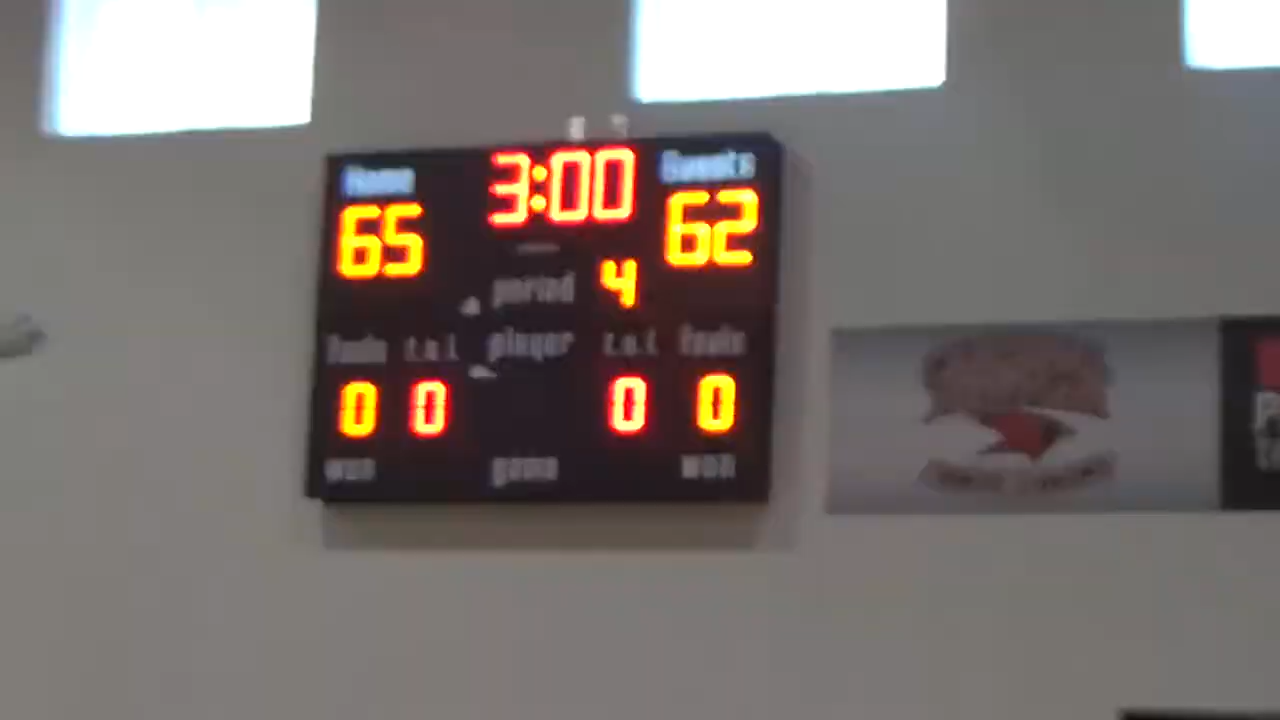 Home 3:00 Guests
65 62
period 4
fouls t.o.l player t.o.l fouls
0 0 0 0
won game won